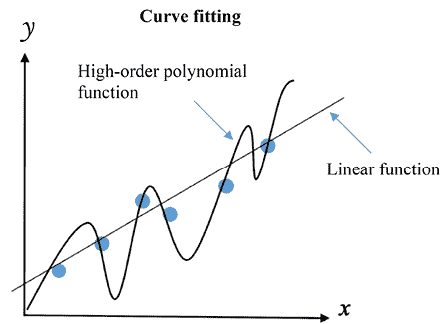 Curve fitting
y
High-order polynomial
function
Linear function
x